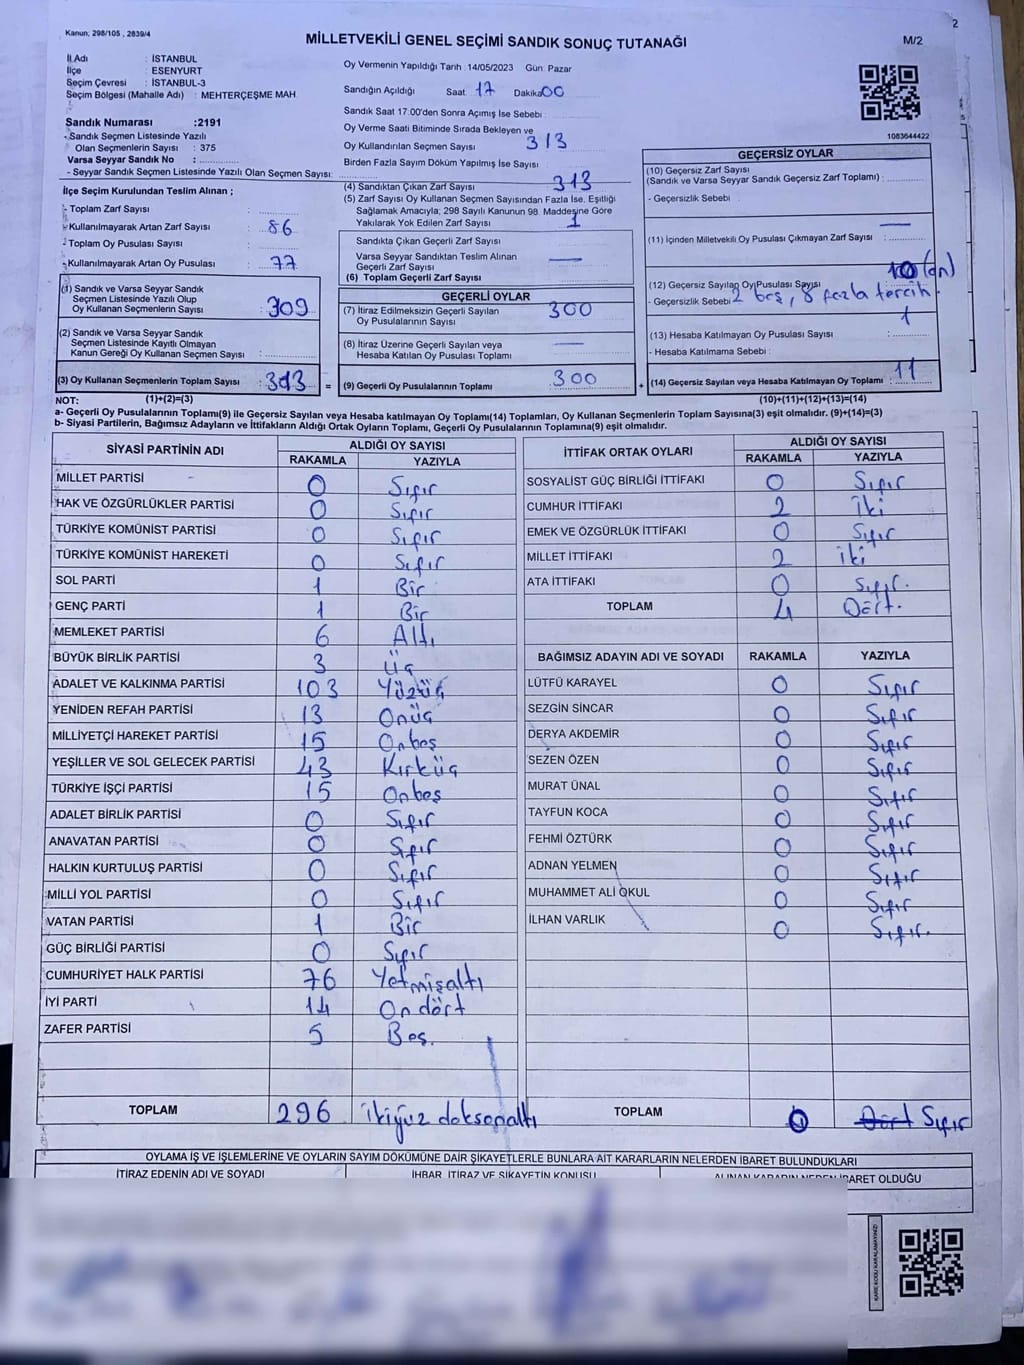 Kanun; 298/105 , 2839/4
2
MİLLETVEKİLİ GENEL SEÇİMİ SANDIK SONUÇ TUTANAĞI
M/2
İl Adı : İSTANBUL
İlçe : ESENYURT
Seçim Çevresi : İSTANBUL-3
Seçim Bölgesi (Mahalle Adı) : MEHTERÇEŞME MAH.
Sandık Numarası :2191
Sandık Seçmen Listesinde Yazılı
Olan Seçmenlerin Sayısı : 375
Varsa Seyyar Sandık No : ............
- Seyyar Sandık Seçmen Listesinde Yazılı Olan Seçmen Sayısı: ............
Oy Vermenin Yapıldığı Tarih :14/05/2023 Gün: Pazar
Sandığın Açıldığı Saat 17 Dakika 00
Sandık Saat 17:00'den Sonra Açımış İse Sebebi :
Oy Verme Saati Bitiminde Sırada Bekleyen ve
Oy Kullandırılan Seçmen Sayısı : 313
Birden Fazla Sayım Döküm Yapılmış İse Sayısı :
1083644422
İlçe Seçim Kurulundan Teslim Alınan ;
- Toplam Zarf Sayısı :
Kullanılmayarak Artan Zarf Sayısı : 86
- Toplam Oy Pusulası Sayısı :
Kullanılmayarak Artan Oy Pusulası : 77
(1) Sandık ve Varsa Seyyar Sandık
Seçmen Listesinde Yazılı Olup
Oy Kullanan Seçmenlerin Sayısı : 309
(2) Sandık ve Varsa Seyyar Sandık
Seçmen Listesinde Kayıtlı Olmayan
Kanun Gereği Oy Kullanan Seçmen Sayısı :
(3) Oy Kullanan Seçmenlerin Toplam Sayısı : 313 =
(4) Sandıktan Çıkan Zarf Sayısı 313
(5) Zarf Sayısı Oy Kullanan Seçmen Sayısından Fazla İse, Eşitliği
Sağlamak Amacıyla; 298 Sayılı Kanunun 98. Maddesine Göre
Yakılarak Yok Edilen Zarf Sayısı : 1
Sandıkta Çıkan Geçerli Zarf Sayısı :
Varsa Seyyar Sandıktan Teslim Alınan
Geçerli Zarf Sayısı : —
(6) Toplam Geçerli Zarf Sayısı
GEÇERLİ OYLAR
(7) İtiraz Edilmeksizin Geçerli Sayılan
Oy Pusulalarının Sayısı : 300
(8) İtiraz Üzerine Geçerli Sayılan veya
Hesaba Katılan Oy Pusulası Toplamı : —
(9) Geçerli Oy Pusulalarının Toplamı : 300 +
GEÇERSİZ OYLAR
(10) Geçersiz Zarf Sayısı
(Sandık ve Varsa Seyyar Sandık Geçersiz Zarf Toplamı) :
- Geçersizlik Sebebi :
(11) İçinden Milletvekili Oy Pusulası Çıkmayan Zarf Sayısı : —
(12) Geçersiz Sayılan Oy Pusulası Sayısı : 10 (on)
- Geçersizlik Sebebi : 2 boş, 8 fazla tercih
(13) Hesaba Katılmayan Oy Pusulası Sayısı : 1
- Hesaba Katılmama Sebebi :
(14) Geçersiz Sayılan veya Hesaba Katılmayan Oy Toplamı : 11
NOT: (1)+(2)=(3) (10)+(11)+(12)+(13)=(14)
a- Geçerli Oy Pusulalarının Toplamı(9) ile Geçersiz Sayılan veya Hesaba katılmayan Oy Toplamı(14) Toplamları, Oy Kullanan Seçmenlerin Toplam Sayısına(3) eşit olmalıdır. (9)+(14)=(3)
b- Siyasi Partilerin, Bağımsız Adayların ve İttifakların Aldığı Ortak Oyların Toplamı, Geçerli Oy Pusulalarının Toplamına(9) eşit olmalıdır.
SİYASİ PARTİNİN ADI ALDIĞI OY SAYISI
RAKAMLA YAZIYLA
MİLLET PARTİSİ 0 Sıfır
HAK VE ÖZGÜRLÜKLER PARTİSİ 0 Sıfır
TÜRKİYE KOMÜNİST PARTİSİ 0 Sıfır
TÜRKİYE KOMÜNİST HAREKETİ 0 Sıfır
SOL PARTİ 1 Bir
GENÇ PARTİ 1 Bir
MEMLEKET PARTİSİ 6 Altı
BÜYÜK BİRLİK PARTİSİ 3 Üç
ADALET VE KALKINMA PARTİSİ 103 Yüzüç
YENİDEN REFAH PARTİSİ 13 Onüç
MİLLİYETÇİ HAREKET PARTİSİ 15 Onbeş
YEŞİLLER VE SOL GELECEK PARTİSİ 43 Kırküç
TÜRKİYE İŞÇİ PARTİSİ 15 Onbeş
ADALET BİRLİK PARTİSİ 0 Sıfır
ANAVATAN PARTİSİ 0 Sıfır
HALKIN KURTULUŞ PARTİSİ 0 Sıfır
MİLLİ YOL PARTİSİ 0 Sıfır
VATAN PARTİSİ 1 Bir
GÜÇ BİRLİĞİ PARTİSİ 0 Sıfır
CUMHURİYET HALK PARTİSİ 76 Yetmişaltı
İYİ PARTİ 14 Ondört
ZAFER PARTİSİ 5 Beş.
TOPLAM 296 İkiyüz doksanaltı
İTTİFAK ORTAK OYLARI ALDIĞI OY SAYISI
RAKAMLA YAZIYLA
SOSYALİST GÜÇ BİRLİĞİ İTTİFAKI 0 Sıfır
CUMHUR İTTİFAKI 2 İki
EMEK VE ÖZGÜRLÜK İTTİFAKI 0 Sıfır
MİLLET İTTİFAKI 2 İki
ATA İTTİFAKI 0 Sıfır.
TOPLAM 4 Dört.
BAĞIMSIZ ADAYIN ADI VE SOYADI RAKAMLA YAZIYLA
LÜTFÜ KARAYEL 0 Sıfır
SEZGİN SİNCAR 0 Sıfır
DERYA AKDEMİR 0 Sıfır
SEZEN ÖZEN 0 Sıfır
MURAT ÜNAL 0 Sıfır
TAYFUN KOCA 0 Sıfır
FEHMİ ÖZTÜRK 0 Sıfır
ADNAN YELMEN 0 Sıfır
MUHAMMET ALİ OKUL 0 Sıfır
İLHAN VARLIK 0 Sıfır.
TOPLAM 0 Dört Sıfır
OYLAMA İŞ VE İŞLEMLERİNE VE OYLARIN SAYIM DÖKÜMÜNE DAİR ŞİKAYETLERLE BUNLARA AİT KARARLARIN NELERDEN İBARET BULUNDUKLARI
İTİRAZ EDENİN ADI VE SOYADI İHBAR, İTİRAZ VE ŞİKAYETİN KONUSU ALINAN KARARIN NEDEN İBARET OLDUĞU
KARE KODU KARALAMAYINIZ!